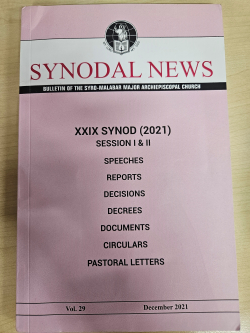 SYNODAL NEWS
BULLETIN OF THE SYRO-MALABAR MAJOR ARCHIEPISCOPAL CHURCH
XXIX SYNOD (2021)
SESSION I & II
SPEECHES
REPORTS
DECISIONS
DECREES
DOCUMENTS
CIRCULARS
PASTORAL LETTERS
Vol. 29 December 2021